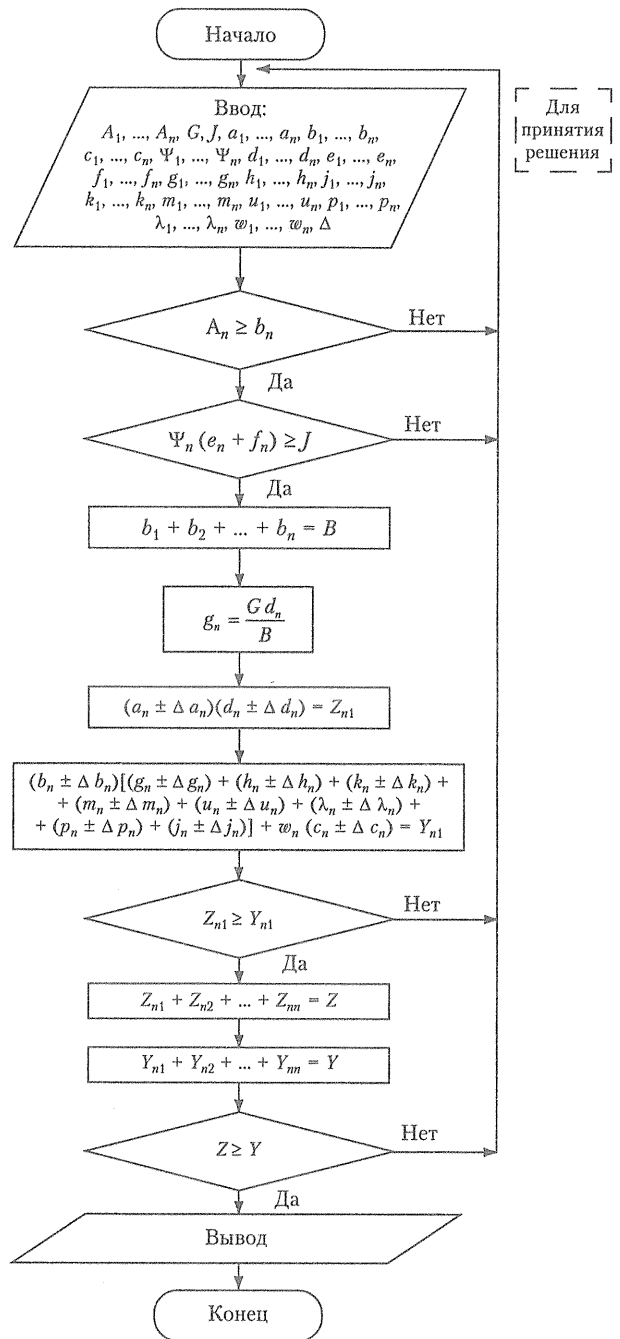 Начало
Ввод:
A₁, ..., Aₙ, G, J, a₁, ..., aₙ, b₁, ..., bₙ,
c₁, ..., cₙ, Ψ₁, ..., Ψₙ, d₁, ..., dₙ, e₁, ..., eₙ,
f₁, ..., fₙ, g₁, ..., gₙ, h₁, ..., hₙ, j₁, ..., jₙ,
k₁, ..., kₙ, m₁, ..., mₙ, u₁, ..., uₙ, p₁, ..., pₙ,
λ₁, ..., λₙ, w₁, ..., wₙ, Δ
Для
принятия
решения
Aₙ ≥ bₙ
Нет
Да
Ψₙ (eₙ + fₙ) ≥ J
Нет
Да
b₁ + b₂ + ... + bₙ = B
gₙ = G dₙ / B
(aₙ ± Δ aₙ)(dₙ ± Δ dₙ) = Zₙ₁
(bₙ ± Δ bₙ)[(gₙ ± Δ gₙ) + (hₙ ± Δ hₙ) + (kₙ ± Δ kₙ) +
+ (mₙ ± Δ mₙ) + (uₙ ± Δ uₙ) + (λₙ ± Δ λₙ) +
+ (pₙ ± Δ pₙ) + (jₙ ± Δ jₙ)] + wₙ (cₙ ± Δ cₙ) = Yₙ₁
Zₙ₁ ≥ Yₙ₁
Нет
Да
Zₙ₁ + Zₙ₂ + ... + Zₙₙ = Z
Yₙ₁ + Yₙ₂ + ... + Yₙₙ = Y
Z ≥ Y
Нет
Да
Вывод
Конец